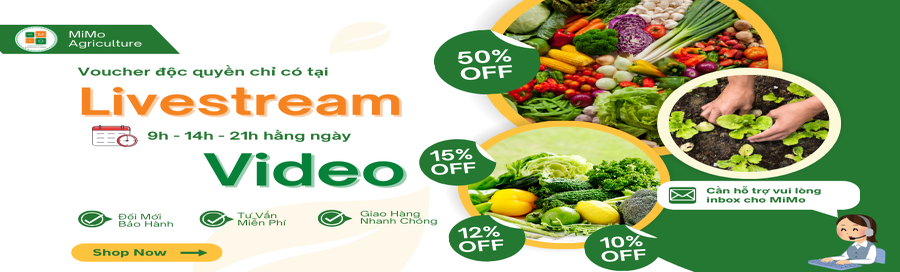 MiMo
Agriculture
Voucher độc quyền chỉ có tại
Livestream
9h - 14h - 21h hằng ngày
Video
Đổi Mới
Bảo Hành
Tư Vấn
Miễn Phí
Giao Hàng
Nhanh Chóng
Shop Now
50%
OFF
15%
OFF
12%
OFF
10%
OFF
Cần hỗ trợ vui lòng
inbox cho MiMo